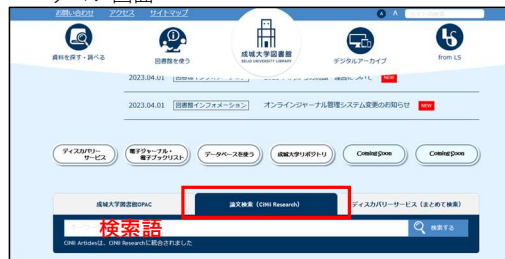 お問い合わせ アクセス サイトマップ
A A
資料を探す・調べる
図書館を使う
成城大学図書館
SEIJO UNIVERSITY LIBRARY
デジタルアーカイブ
from LS
2023.04.01 図書館インフォメーション NEW
2023.04.01 図書館インフォメーション オンラインジャーナル管理システム変更のお知らせ NEW
ディスカバリーサービス
電子ジャーナル・電子ブックリスト
データベースを使う
成城大学リポジトリ
Coming Soon
Coming Soon
成城大学図書館OPAC
論文検索（CiNii Research）
ディスカバリーサービス（まとめて検索）
検索語
検索する
CiNii Articlesは、CiNii Researchに統合されました